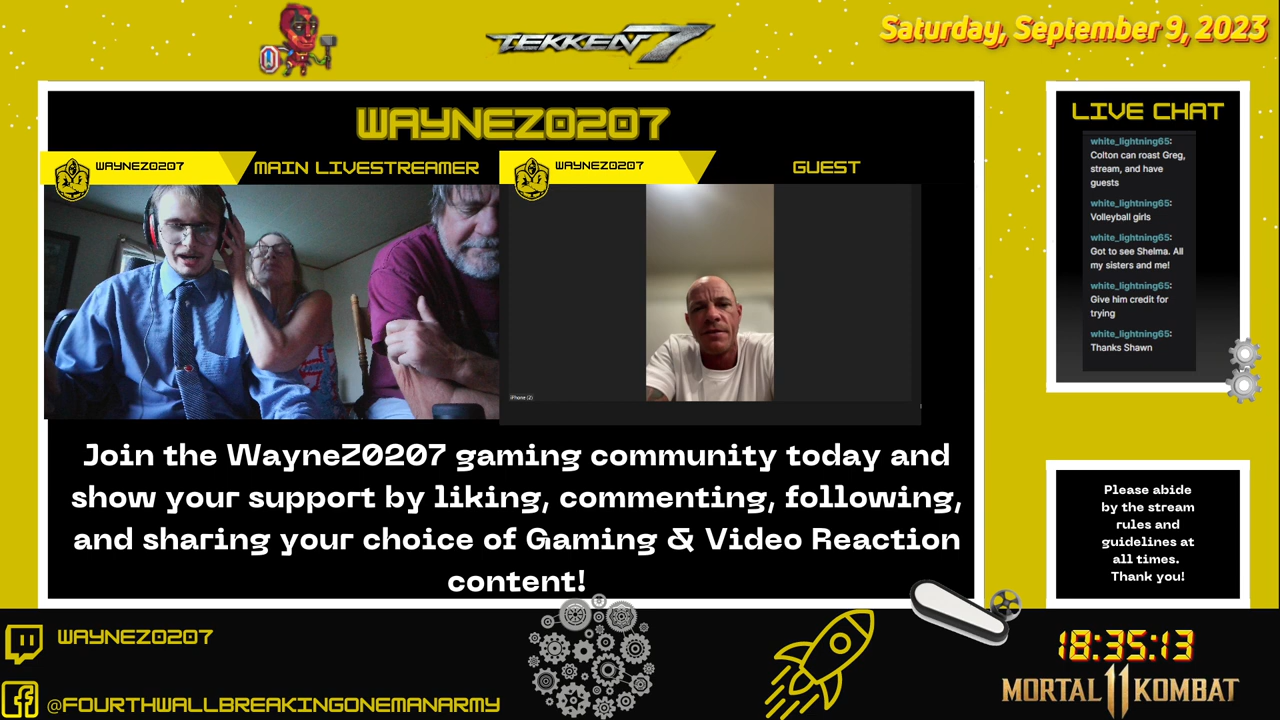 Saturday, September 9, 2023
TEKKEN 7
WAYNEZ0207
LIVE CHAT
WAYNEZ0207
MAIN LIVESTREAMER
WAYNEZ0207
GUEST
white_lightning65:
Colton can roast Greg,
stream, and have
guests
white_lightning65:
Volleyball girls
white_lightning65:
Got to see Shelma. All
my sisters and me!
white_lightning65:
Give him credit for
trying
white_lightning65:
Thanks Shawn
iPhone (2)
Join the WayneZ0207 gaming community today and
show your support by liking, commenting, following,
and sharing your choice of Gaming & Video Reaction
content!
Please abide
by the stream
rules and
guidelines at
all times.
Thank you!
WAYNEZ0207
@FOURTHWALLBREAKINGONEMANARMY
18:35:13
MORTAL KOMBAT 11